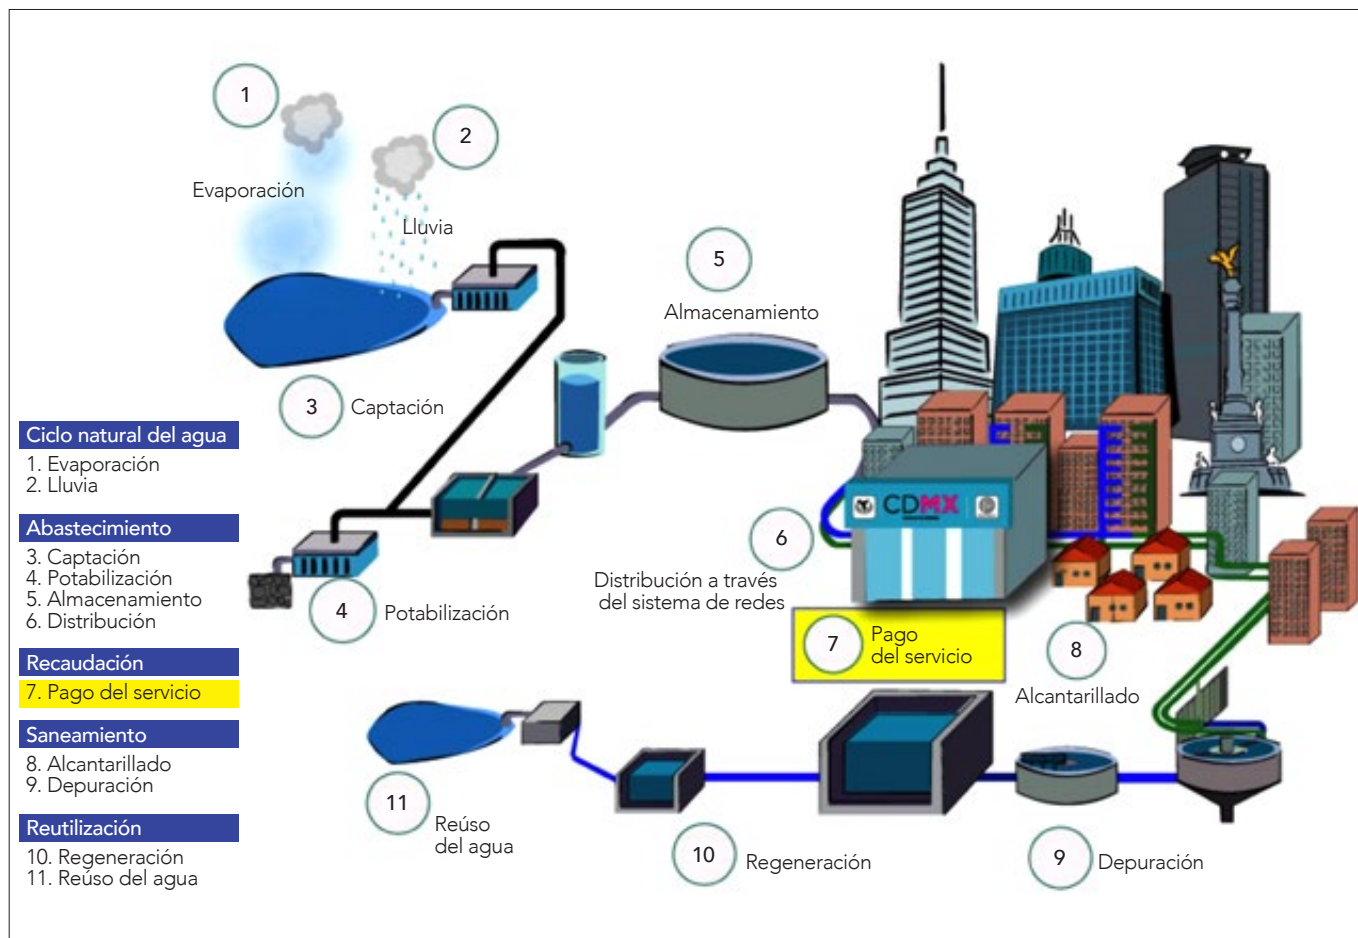 1
2
Evaporación
Lluvia
5
Almacenamiento
3
Captación
Ciclo natural del agua
1. Evaporación
2. Lluvia
Abastecimiento
3. Captación
4. Potabilización
5. Almacenamiento
6. Distribución
Recaudación
7. Pago del servicio
Saneamiento
8. Alcantarillado
9. Depuración
Reutilización
10. Regeneración
11. Reúso del agua
4
Potabilización
CDMX
6
Distribución a través
del sistema de redes
7
Pago
del servicio
8
Alcantarillado
11
Reúso
del agua
10
Regeneración
9
Depuración